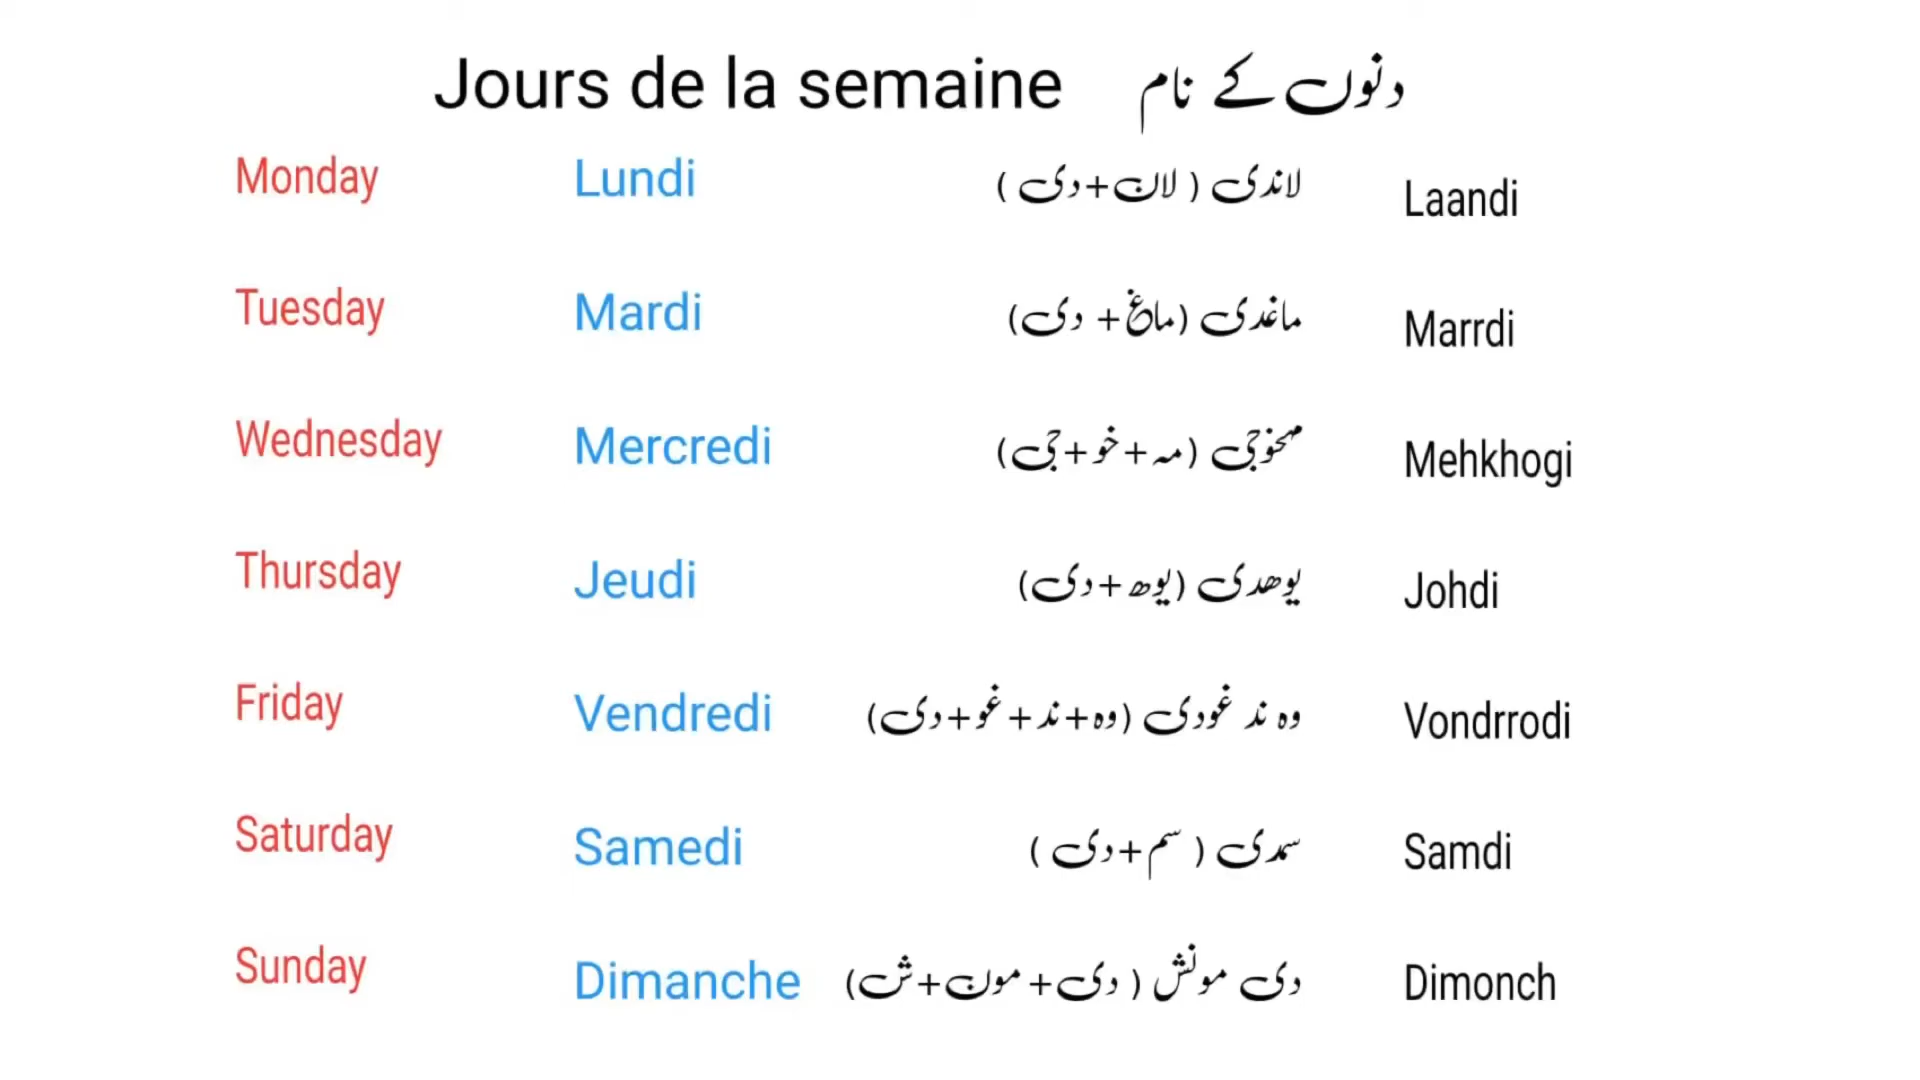 Jours de la semaine دنوں کے نام
Monday Lundi لاندی ( لان+دی ) Laandi
Tuesday Mardi ماغدی (ماغ+ دی) Marrdi
Wednesday Mercredi مہخوجی (مہ+خو+جی) Mehkhogi
Thursday Jeudi یوھدی (یوھ+دی) Johdi
Friday Vendredi وہ ند غودی (وہ+ند+غو+دی) Vondrrodi
Saturday Samedi سمدی ( سم+دی ) Samdi
Sunday Dimanche دی مونش ( دی+مون+ش) Dimonch